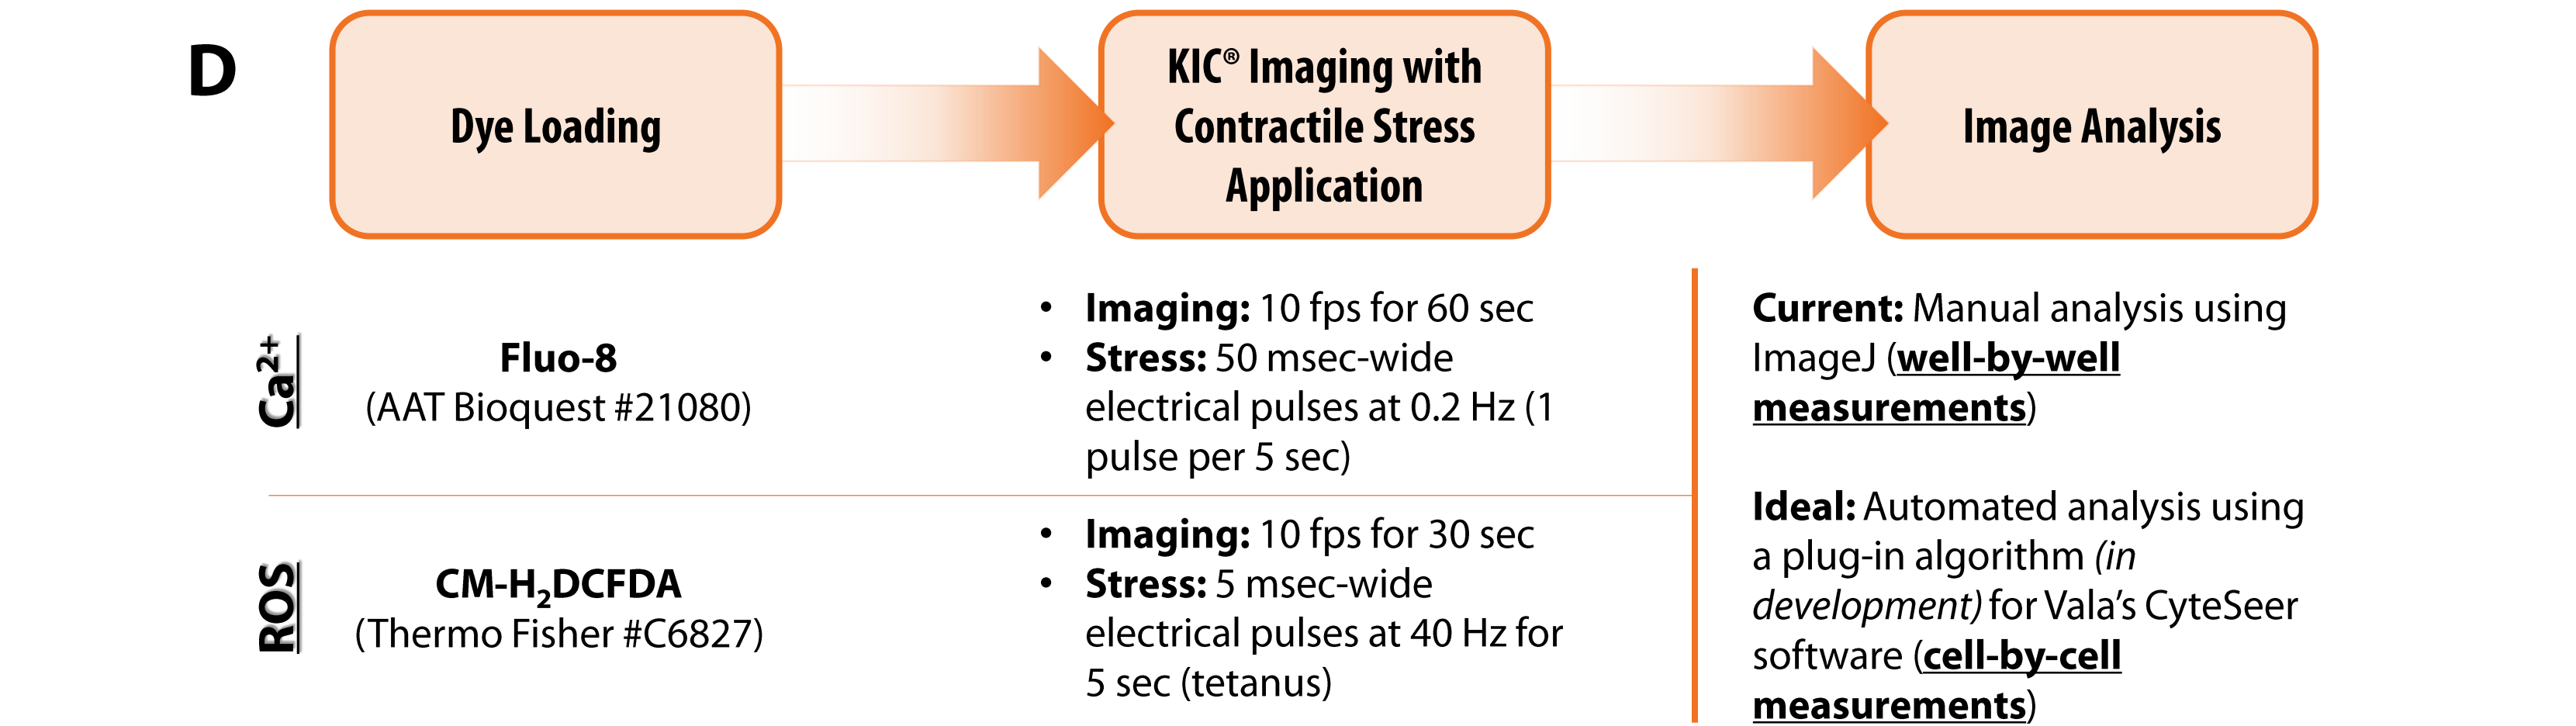 D
Dye Loading
KIC® Imaging with
Contractile Stress
Application
Image Analysis
Ca²⁺
Fluo-8
(AAT Bioquest #21080)
• Imaging: 10 fps for 60 sec
• Stress: 50 msec-wide
electrical pulses at 0.2 Hz (1
pulse per 5 sec)
ROS
CM-H₂DCFDA
(Thermo Fisher #C6827)
• Imaging: 10 fps for 30 sec
• Stress: 5 msec-wide
electrical pulses at 40 Hz for
5 sec (tetanus)
Current: Manual analysis using
ImageJ (well-by-well
measurements)
Ideal: Automated analysis using
a plug-in algorithm (in
development) for Vala’s CyteSeer
software (cell-by-cell
measurements)